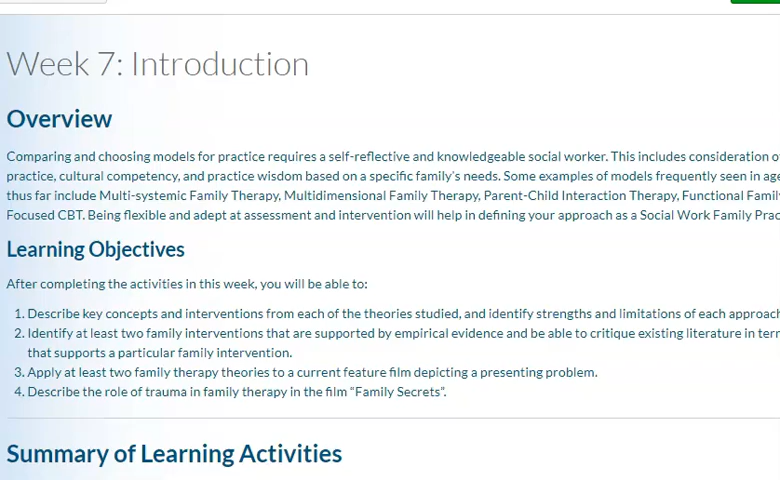 Week 7: Introduction
Overview
Comparing and choosing models for practice requires a self-reflective and knowledgeable social worker. This includes consideration
practice, cultural competency, and practice wisdom based on a specific family's needs. Some examples of models frequently seen in
thus far include Multi-systemic Family Therapy, Multidimensional Family Therapy, Parent-Child Interaction Therapy, Functional
Focused CBT. Being flexible and adept at assessment and intervention will help in defining your approach as a Social Work Family
Learning Objectives
After completing the activities in this week, you will be able to:
1. Describe key concepts and interventions from each of the theories studied, and identify strengths and limitations of each approach
2. Identify at least two family interventions that are supported by empirical evidence and be able to critique existing literature in
that supports a particular family intervention.
3. Apply at least two family therapy theories to a current feature film depicting a presenting problem.
4. Describe the role of trauma in family therapy in the film “Family Secrets”.
Summary of Learning Activities